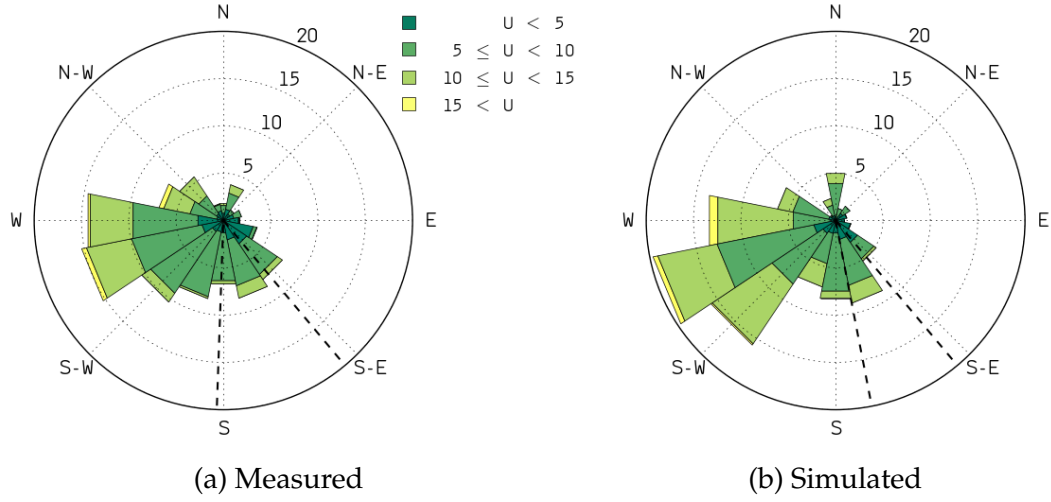 N
20
N-W
N-E
15
10
5
W
E
S-W
S-E
S
U < 5
5 ≤ U < 10
10 ≤ U < 15
15 < U
N
20
N-W
N-E
15
10
5
W
E
S-W
S-E
S
(a) Measured
(b) Simulated